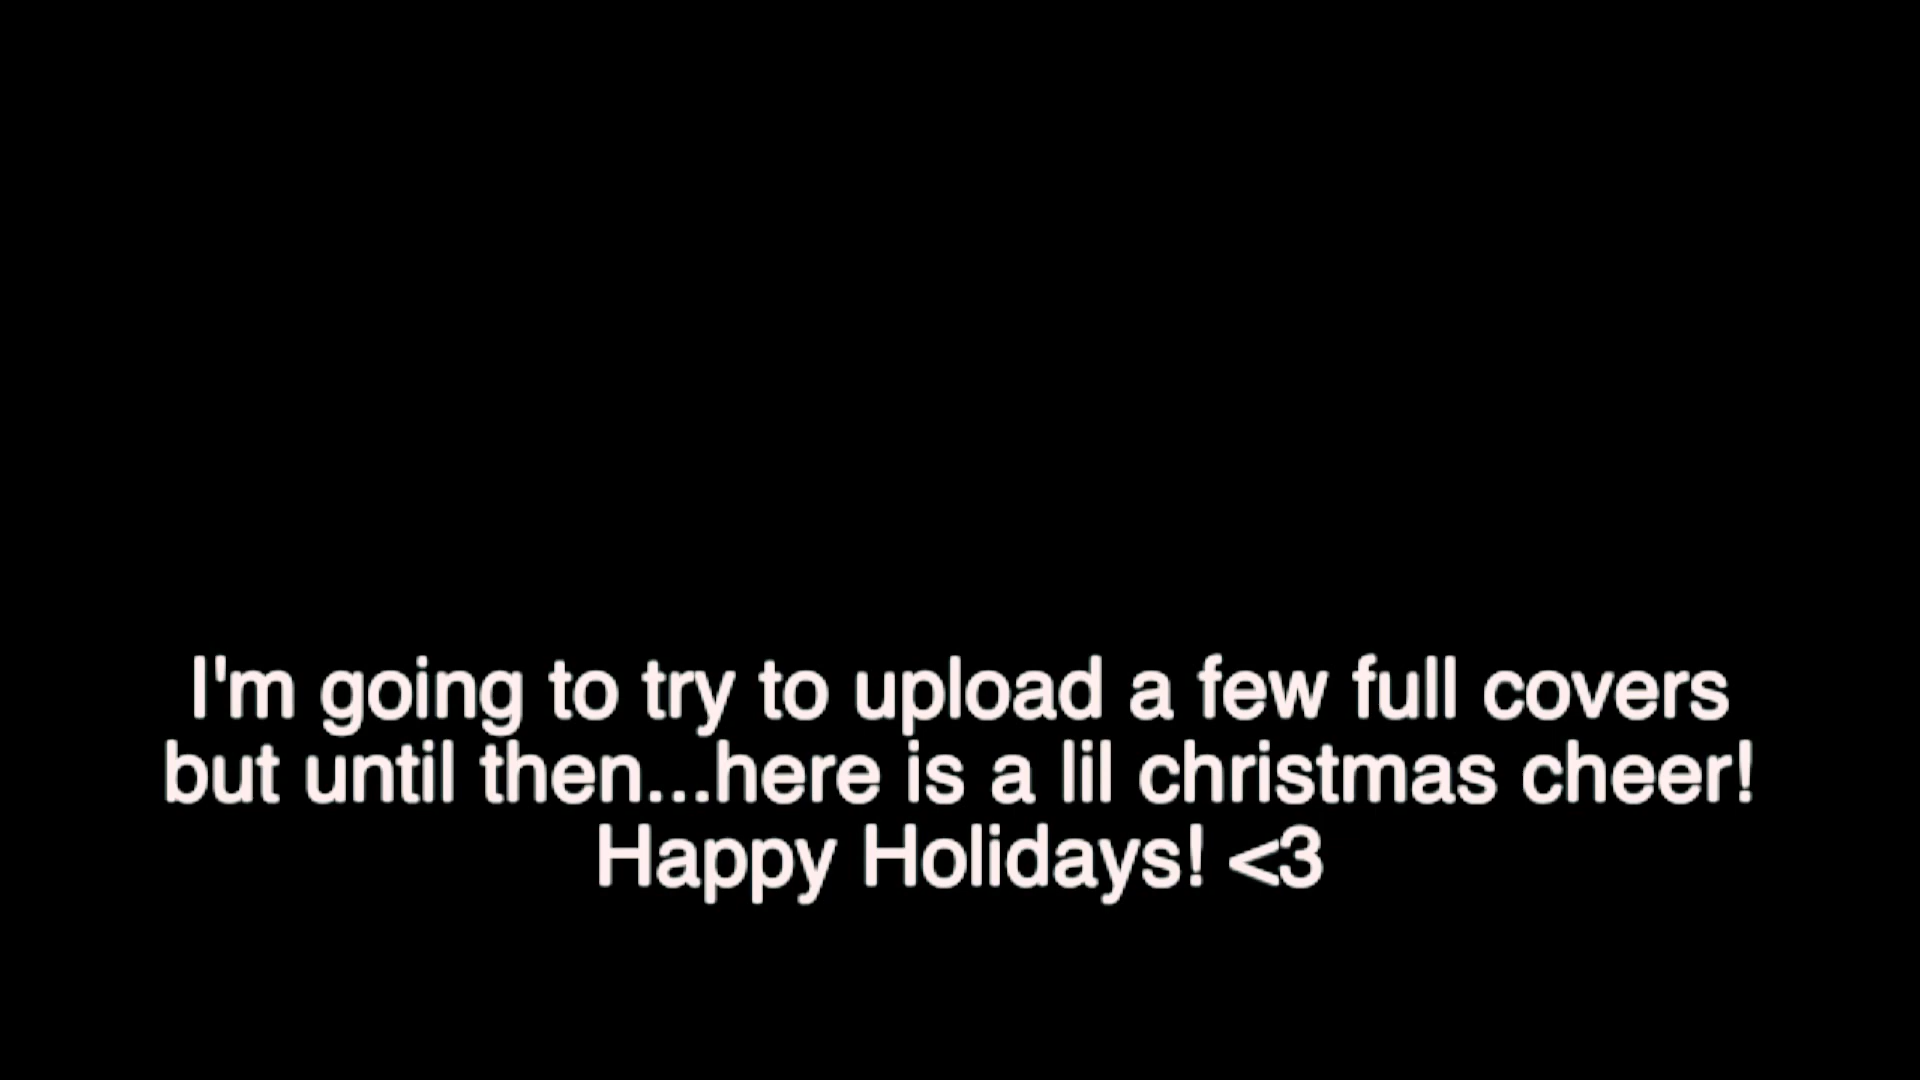 I'm going to try to upload a few full covers
but until then...here is a lil christmas cheer!
Happy Holidays! <3